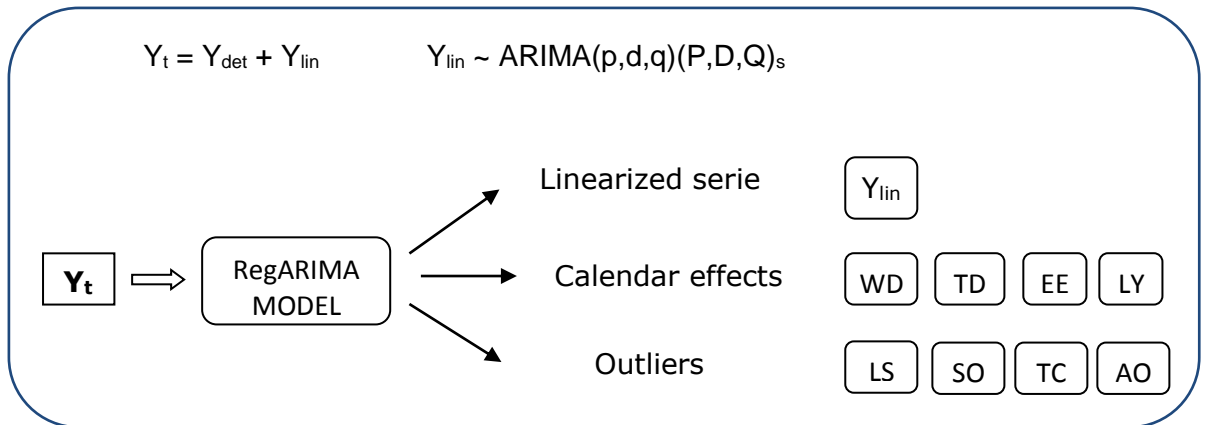 Yt = Ydet + Ylin
Ylin ~ ARIMA(p,d,q)(P,D,Q)s
Linearized serie
Ylin
Yt
RegARIMA
MODEL
Calendar effects
WD
TD
EE
LY
Outliers
LS
SO
TC
AO